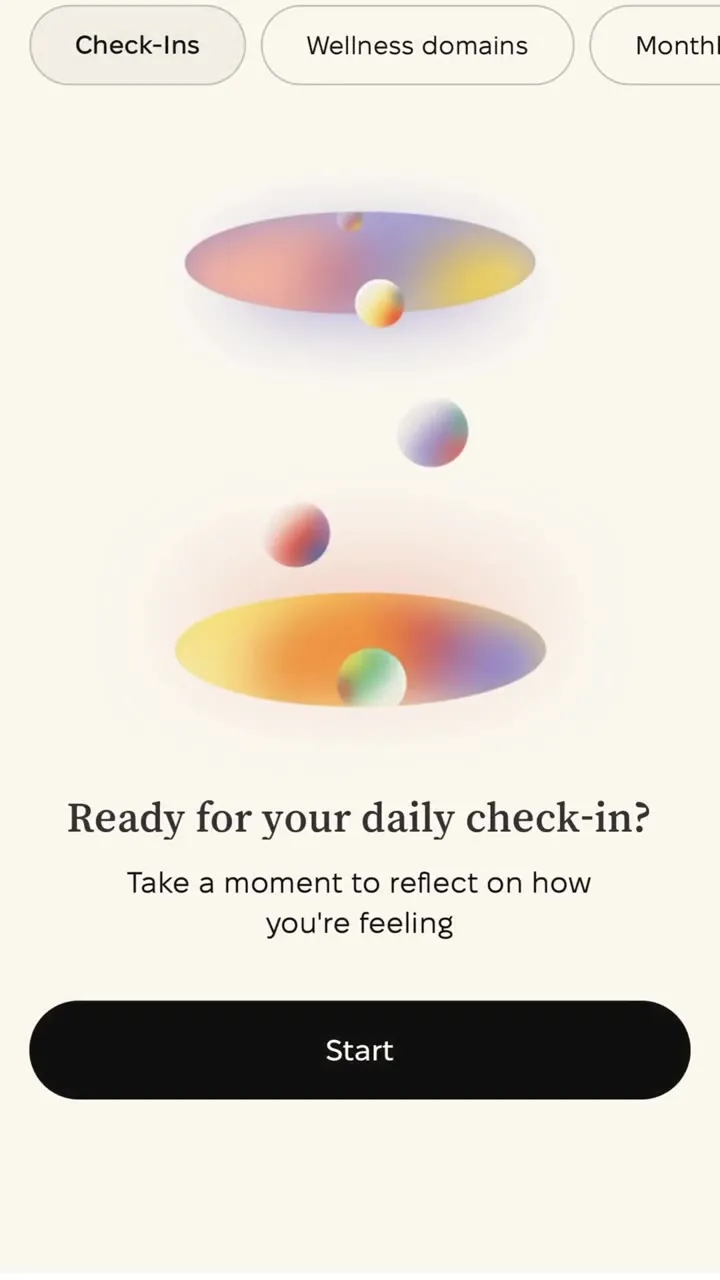 Check-Ins
Wellness domains
Monthl
Ready for your daily check-in?
Take a moment to reflect on how
you're feeling
Start